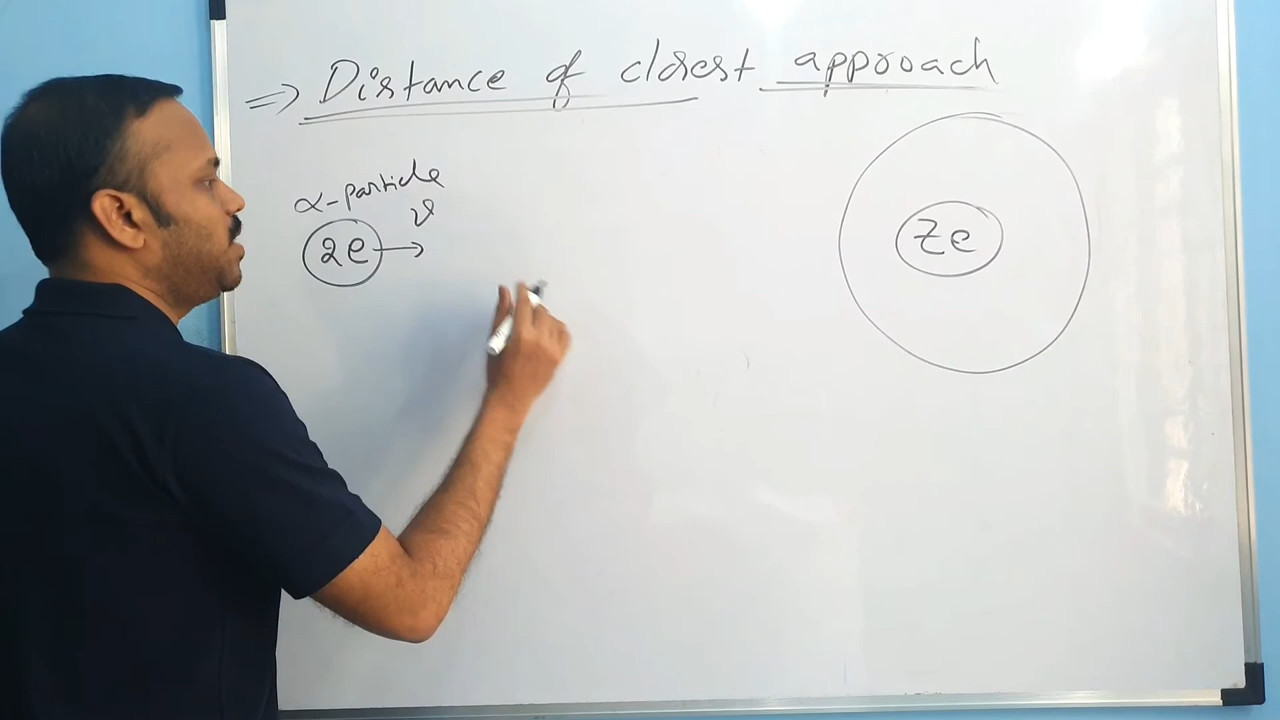 ⇒ Distance of closest approach
α-particle
v
2e →
Ze